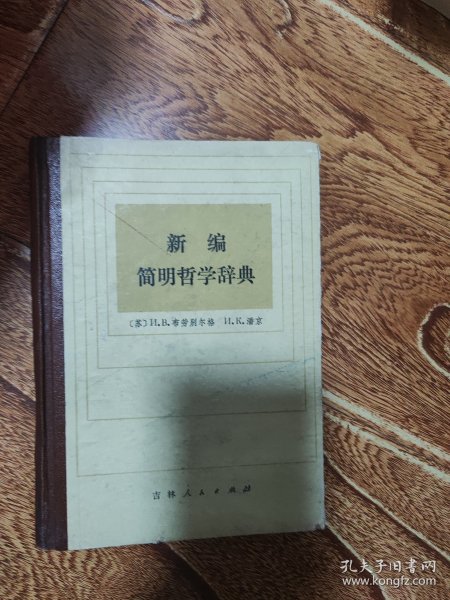 新编
简明哲学辞典
〔苏〕И.В.布劳别尔格 И.К.潘京
吉林人民出版社
孔夫子旧书网
www.kongfz.com